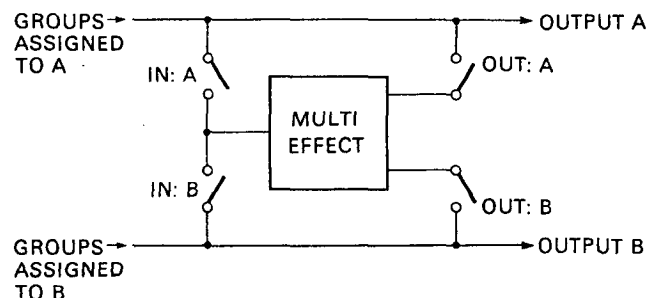 GROUPS
ASSIGNED
TO A
OUTPUT A
IN: A
OUT: A
MULTI
EFFECT
IN: B
OUT: B
GROUPS
ASSIGNED
TO B
OUTPUT B